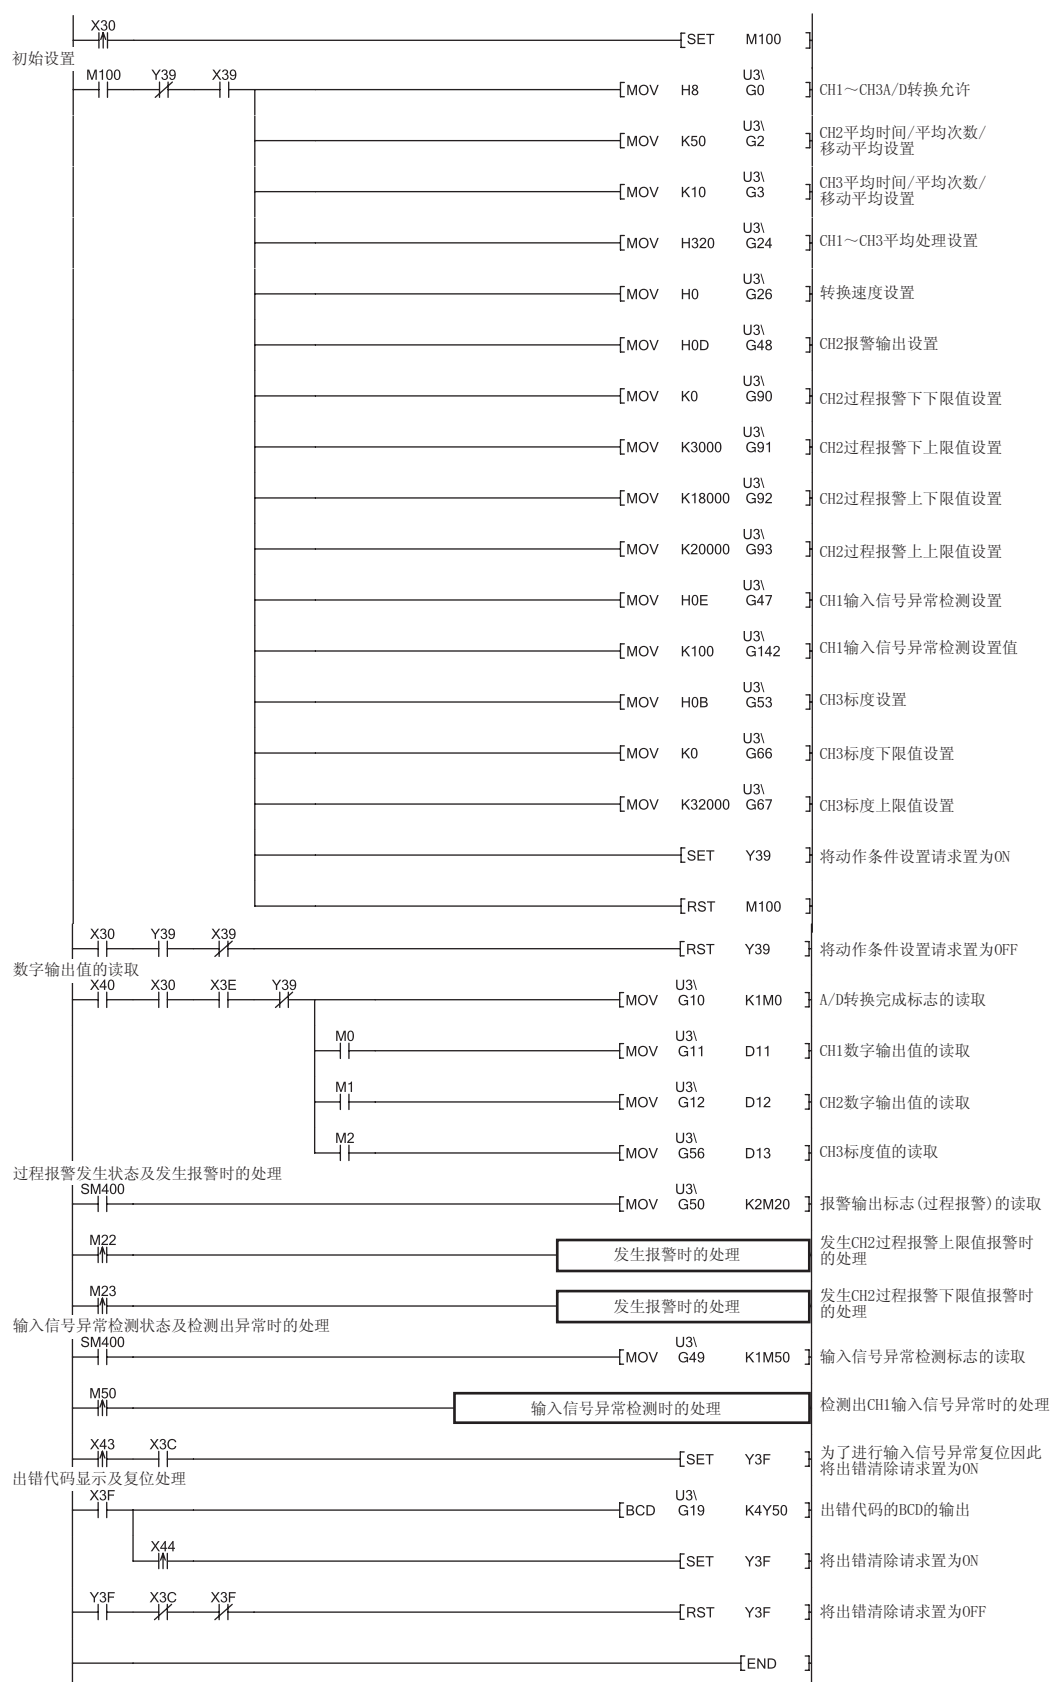 X30
[SET M100 ]
初始设置
M100 Y39 X39
U3\
[MOV H8 G0 ] CH1～CH3A/D转换允许
U3\
[MOV K50 G2 ] CH2平均时间/平均次数/
移动平均设置
U3\
[MOV K10 G3 ] CH3平均时间/平均次数/
移动平均设置
U3\
[MOV H320 G24 ] CH1～CH3平均处理设置
U3\
[MOV H0 G26 ] 转换速度设置
U3\
[MOV H0D G48 ] CH2报警输出设置
U3\
[MOV K0 G90 ] CH2过程报警下下限值设置
U3\
[MOV K3000 G91 ] CH2过程报警下上限值设置
U3\
[MOV K18000 G92 ] CH2过程报警上下限值设置
U3\
[MOV K20000 G93 ] CH2过程报警上上限值设置
U3\
[MOV H0E G47 ] CH1输入信号异常检测设置
U3\
[MOV K100 G142 ] CH1输入信号异常检测设置值
U3\
[MOV H0B G53 ] CH3标度设置
U3\
[MOV K0 G66 ] CH3标度下限值设置
U3\
[MOV K32000 G67 ] CH3标度上限值设置
[SET Y39 ] 将动作条件设置请求置为ON
[RST M100 ]
X30 Y39 X39
[RST Y39 ] 将动作条件设置请求置为OFF
数字输出值的读取
X40 X30 X3E Y39
U3\
[MOV G10 K1M0 ] A/D转换完成标志的读取
M0
U3\
[MOV G11 D11 ] CH1数字输出值的读取
M1
U3\
[MOV G12 D12 ] CH2数字输出值的读取
M2
U3\
[MOV G56 D13 ] CH3标度值的读取
过程报警发生状态及发生报警时的处理
SM400
U3\
[MOV G50 K2M20 ] 报警输出标志(过程报警)的读取
M22
发生报警时的处理
发生CH2过程报警上限值报警时
的处理
M23
发生报警时的处理
发生CH2过程报警下限值报警时
的处理
输入信号异常检测状态及检测出异常时的处理
SM400
U3\
[MOV G49 K1M50 ] 输入信号异常检测标志的读取
M50
输入信号异常检测时的处理
检测出CH1输入信号异常时的处理
X43 X3C
[SET Y3F ] 为了进行输入信号异常复位因此
将出错清除请求置为ON
出错代码显示及复位处理
X3F
U3\
[BCD G19 K4Y50 ] 出错代码的BCD的输出
X44
[SET Y3F ] 将出错清除请求置为ON
Y3F X3C X3F
[RST Y3F ] 将出错清除请求置为OFF
[END ]